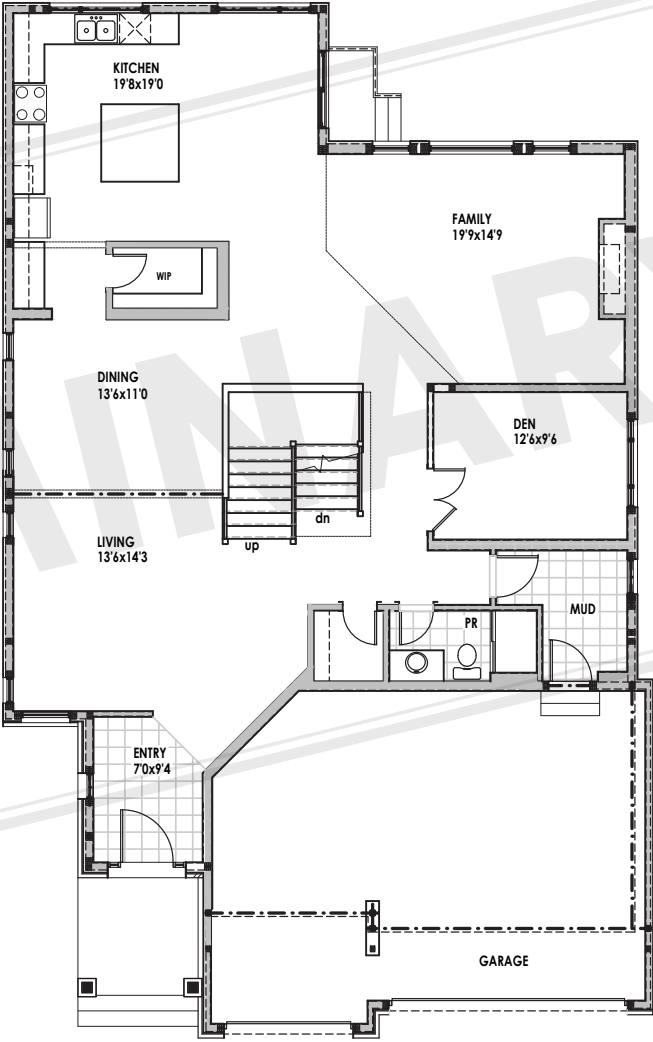 KITCHEN
19'8x19'0
FAMILY
19'9x14'9
WIP
DINING
13'6x11'0
DEN
12'6x9'6
LIVING
13'6x14'3
up
dn
MUD
PR
ENTRY
7'0x9'4
GARAGE
MINARY